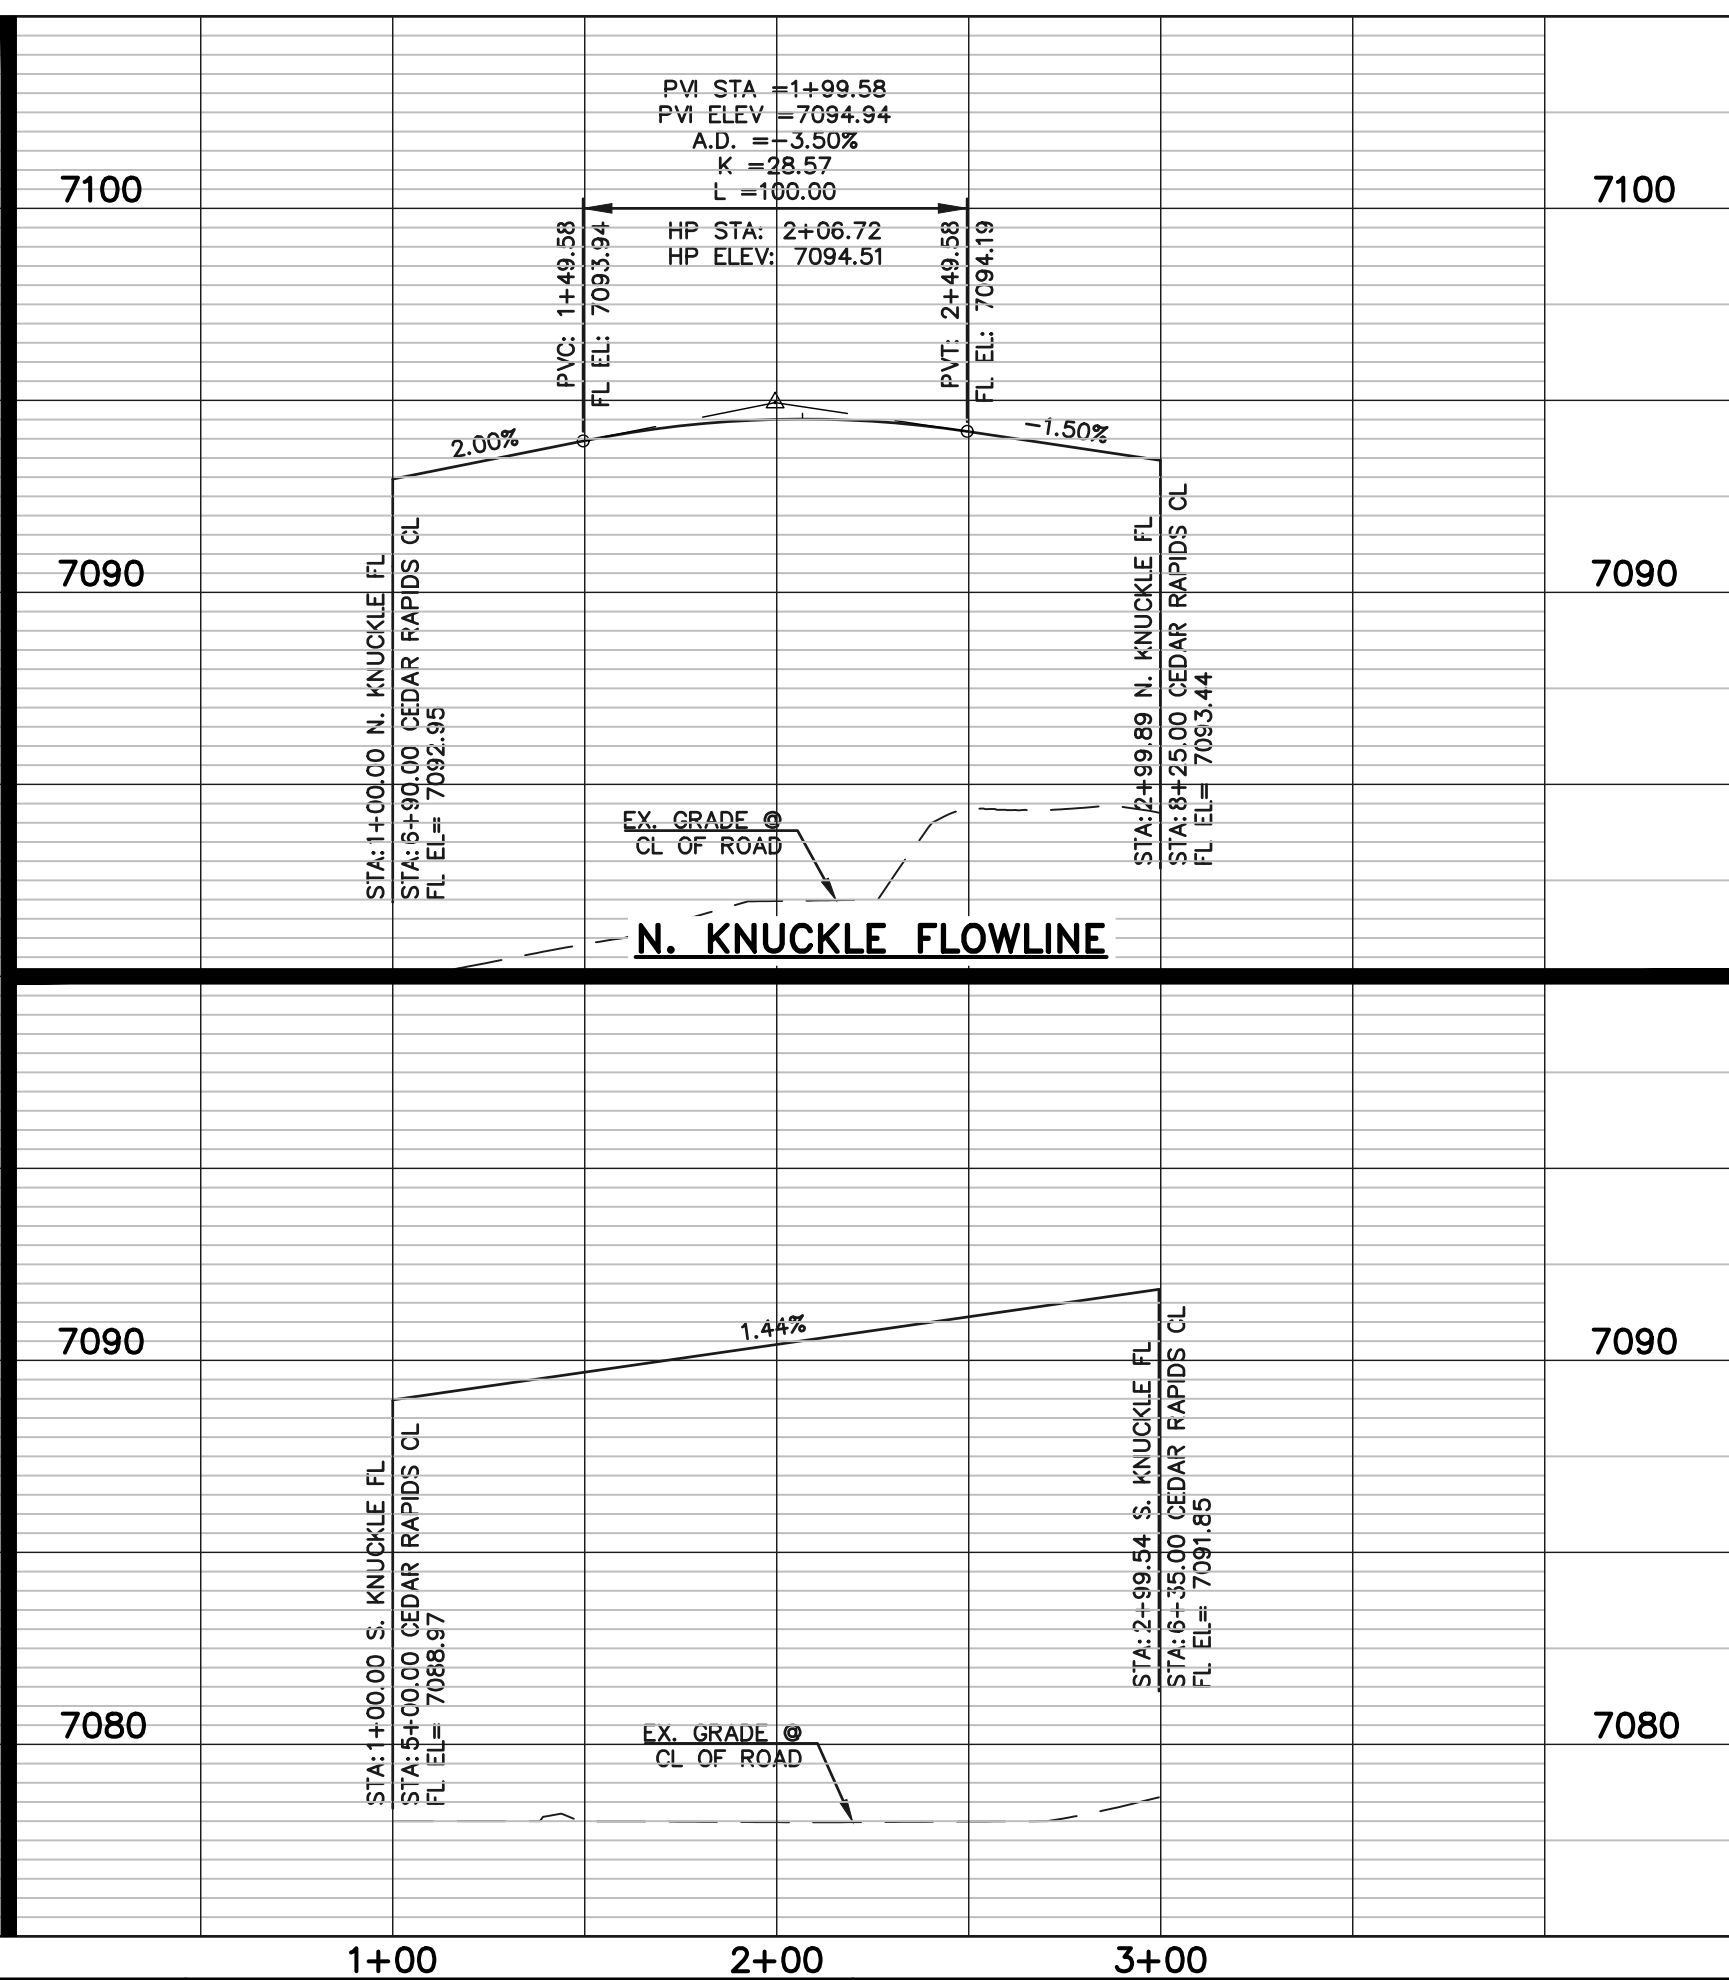 PVI STA =1+99.58
PVI ELEV =7094.94
A.D. =-3.50%
K =28.57
L =100.00
7100
7100
HP STA: 2+06.72
HP ELEV: 7094.51
PVC: 1+49.58
FL EL: 7093.94
PVT: 2+49.58
FL EL: 7094.19
2.00%
-1.50%
7090
7090
STA:1+00.00 N. KNUCKLE FL
STA:6+90.00 CEDAR RAPIDS CL
FL EL= 7092.95
STA:2+99.89 N. KNUCKLE FL
STA:8+25.00 CEDAR RAPIDS CL
FL EL= 7093.44
EX. GRADE @
CL OF ROAD
N. KNUCKLE FLOWLINE
1.44%
7090
7090
STA:1+00.00 S. KNUCKLE FL
STA:5+00.00 CEDAR RAPIDS CL
FL EL= 7088.97
STA:2+99.54 S. KNUCKLE FL
STA:6+35.00 CEDAR RAPIDS CL
FL EL= 7091.85
7080
7080
EX. GRADE @
CL OF ROAD
1+00
2+00
3+00